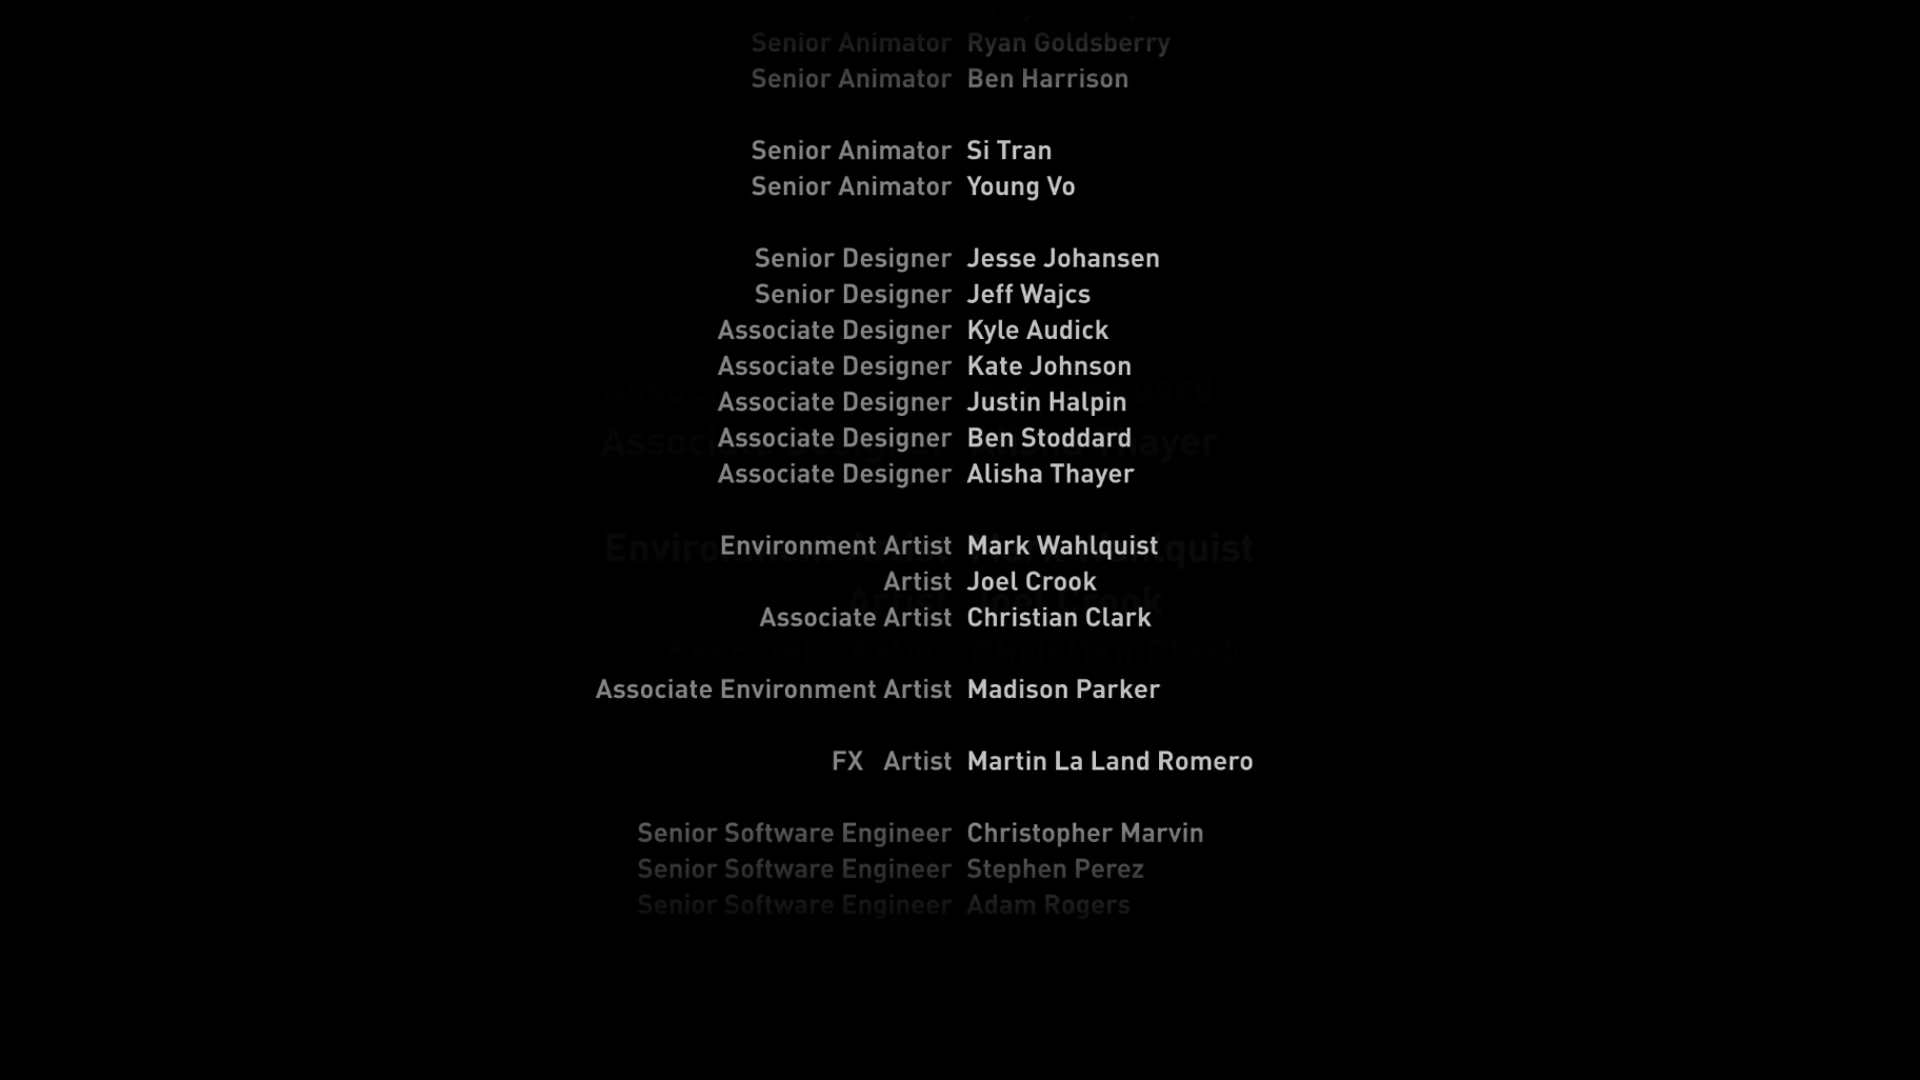 Senior Animator Ryan Goldsberry
Senior Animator Ben Harrison
Senior Animator Si Tran
Senior Animator Young Vo
Senior Designer Jesse Johansen
Senior Designer Jeff Wajcs
Associate Designer Kyle Audick
Associate Designer Kate Johnson
Associate Designer Justin Halpin
Associate Designer Ben Stoddard
Associate Designer Alisha Thayer
Environment Artist Mark Wahlquist
Artist Joel Crook
Associate Artist Christian Clark
Associate Environment Artist Madison Parker
FX Artist Martin La Land Romero
Senior Software Engineer Christopher Marvin
Senior Software Engineer Stephen Perez
Senior Software Engineer Adam Rogers